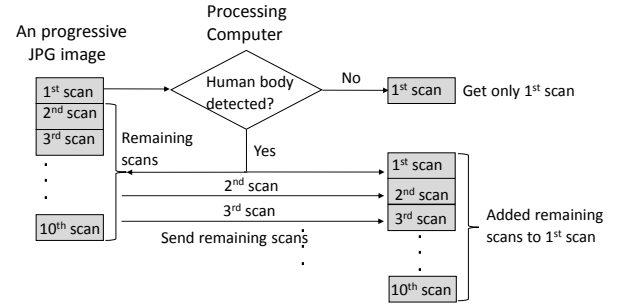 Processing
Computer
An progressive
JPG image
1st scan
2nd scan
3rd scan
.
.
.
10th scan
Remaining
scans
Human body
detected?
No
1st scan
Get only 1st scan
Yes
2nd scan
3rd scan
Send remaining scans
.
.
.
1st scan
2nd scan
3rd scan
.
.
.
10th scan
Added remaining
scans to 1st scan